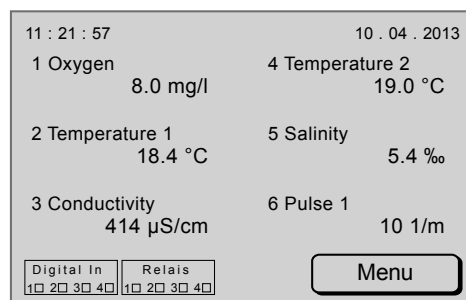 11 : 21 : 57 10 . 04 . 2013
1 Oxygen 4 Temperature 2
8.0 mg/l 19.0 °C
2 Temperature 1 5 Salinity
18.4 °C 5.4 ‰
3 Conductivity 6 Pulse 1
414 µS/cm 10 1/m
Digital In Relais Menu
1☐ 2☐ 3☐ 4☐ 1☐ 2☐ 3☐ 4☐